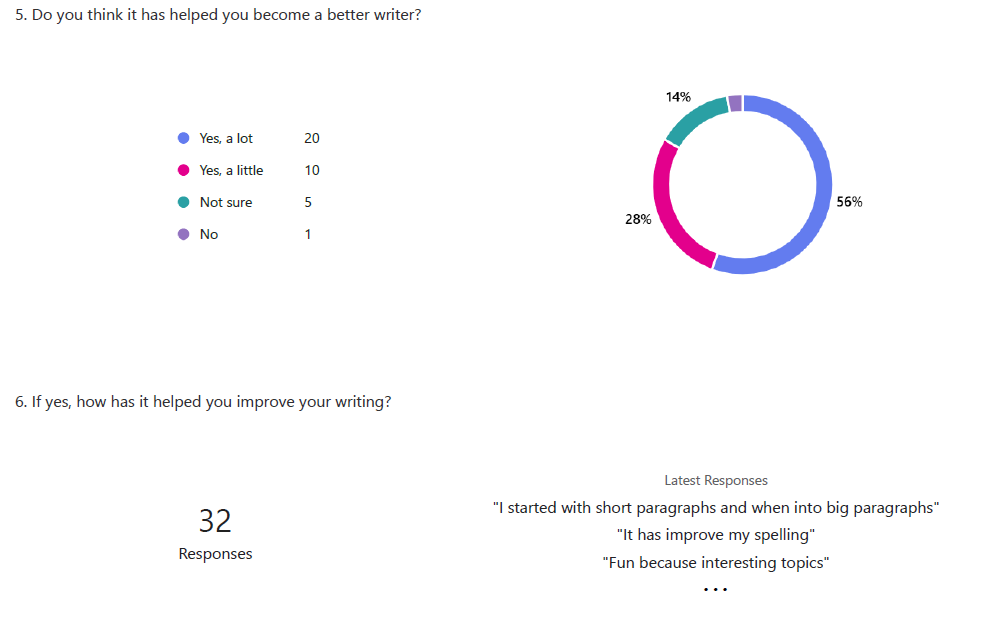 5. Do you think it has helped you become a better writer?
Yes, a lot 20
Yes, a little 10
Not sure 5
No 1
14%
56%
28%
6. If yes, how has it helped you improve your writing?
32
Responses
Latest Responses
"I started with short paragraphs and when into big paragraphs"
"It has improve my spelling"
"Fun because interesting topics"
...